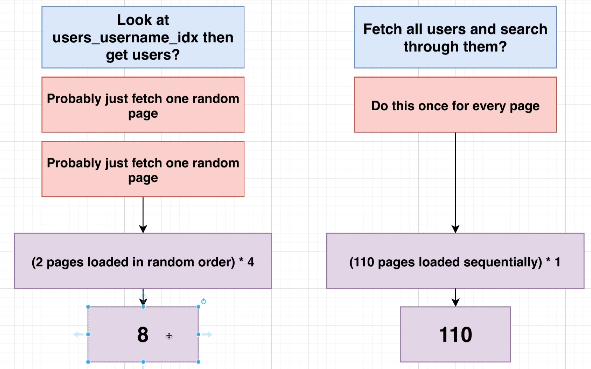 Look at
users_username_idx then
get users?
Probably just fetch one random
page
Probably just fetch one random
page
(2 pages loaded in random order) * 4
8
Fetch all users and search
through them?
Do this once for every page
(110 pages loaded sequentially) * 1
110